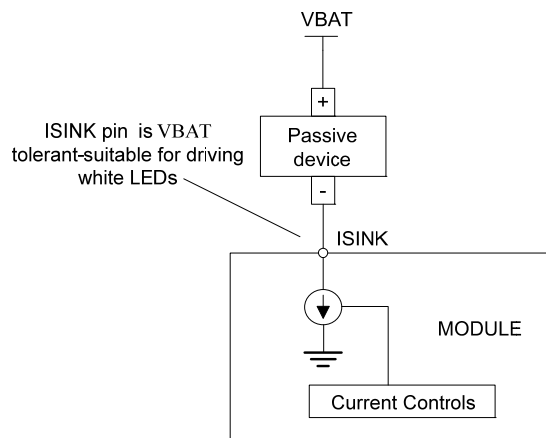 VBAT
+
Passive
device
-
ISINK pin is VBAT
tolerant-suitable for driving
white LEDs
ISINK
MODULE
Current Controls